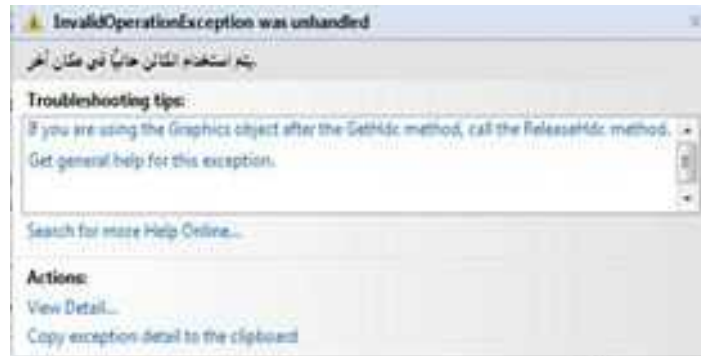 InvalidOperationException was unhandled
يتم استخدام الكائن حاليًا في مكان آخر.
Troubleshooting tips:
If you are using the Graphics object after the GetHdc method, call the ReleaseHdc method.
Get general help for this exception.
Search for more Help Online...
Actions:
View Detail...
Copy exception detail to the clipboard